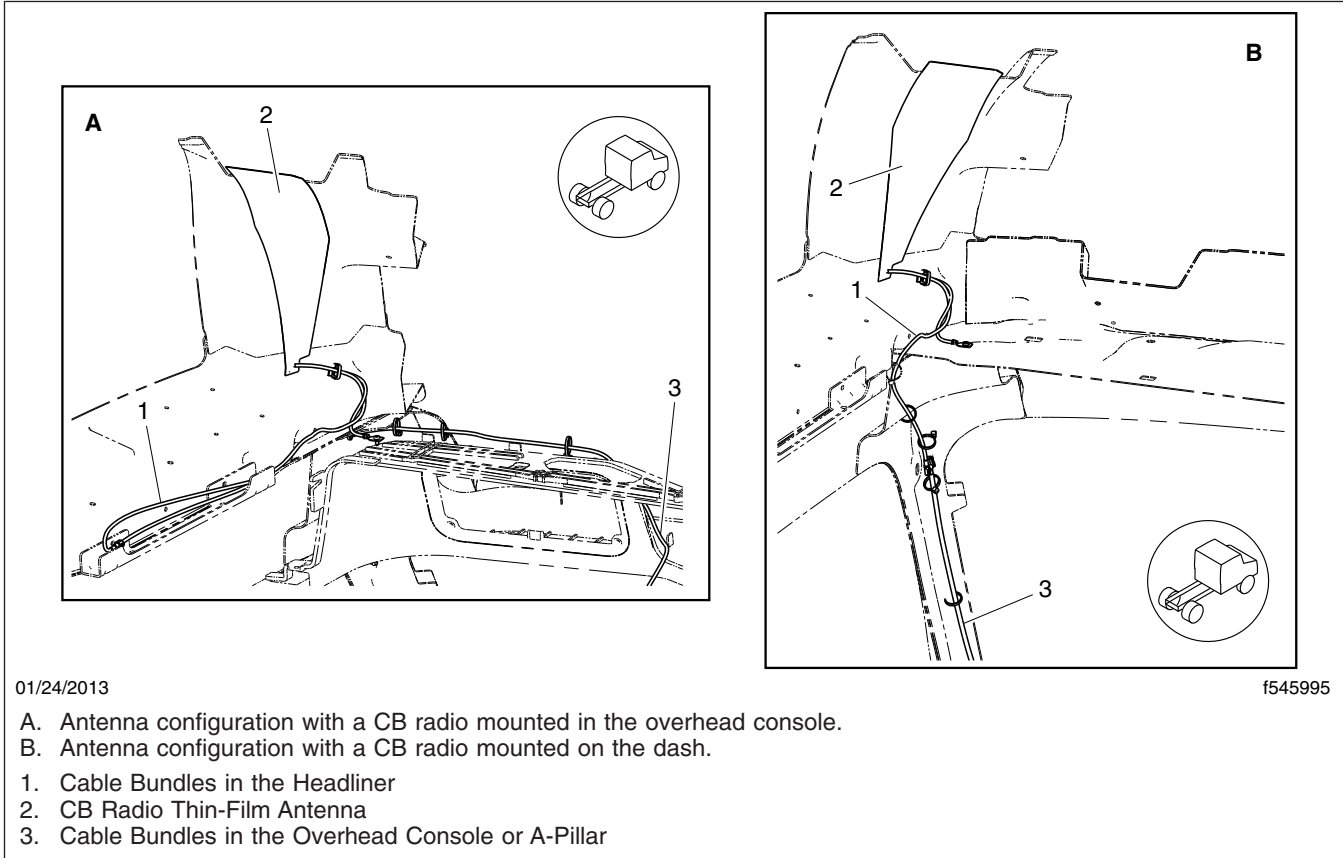 A
2
1
3
B
2
1
3
01/24/2013
f545995
A. Antenna configuration with a CB radio mounted in the overhead console.
B. Antenna configuration with a CB radio mounted on the dash.
1. Cable Bundles in the Headliner
2. CB Radio Thin-Film Antenna
3. Cable Bundles in the Overhead Console or A-Pillar